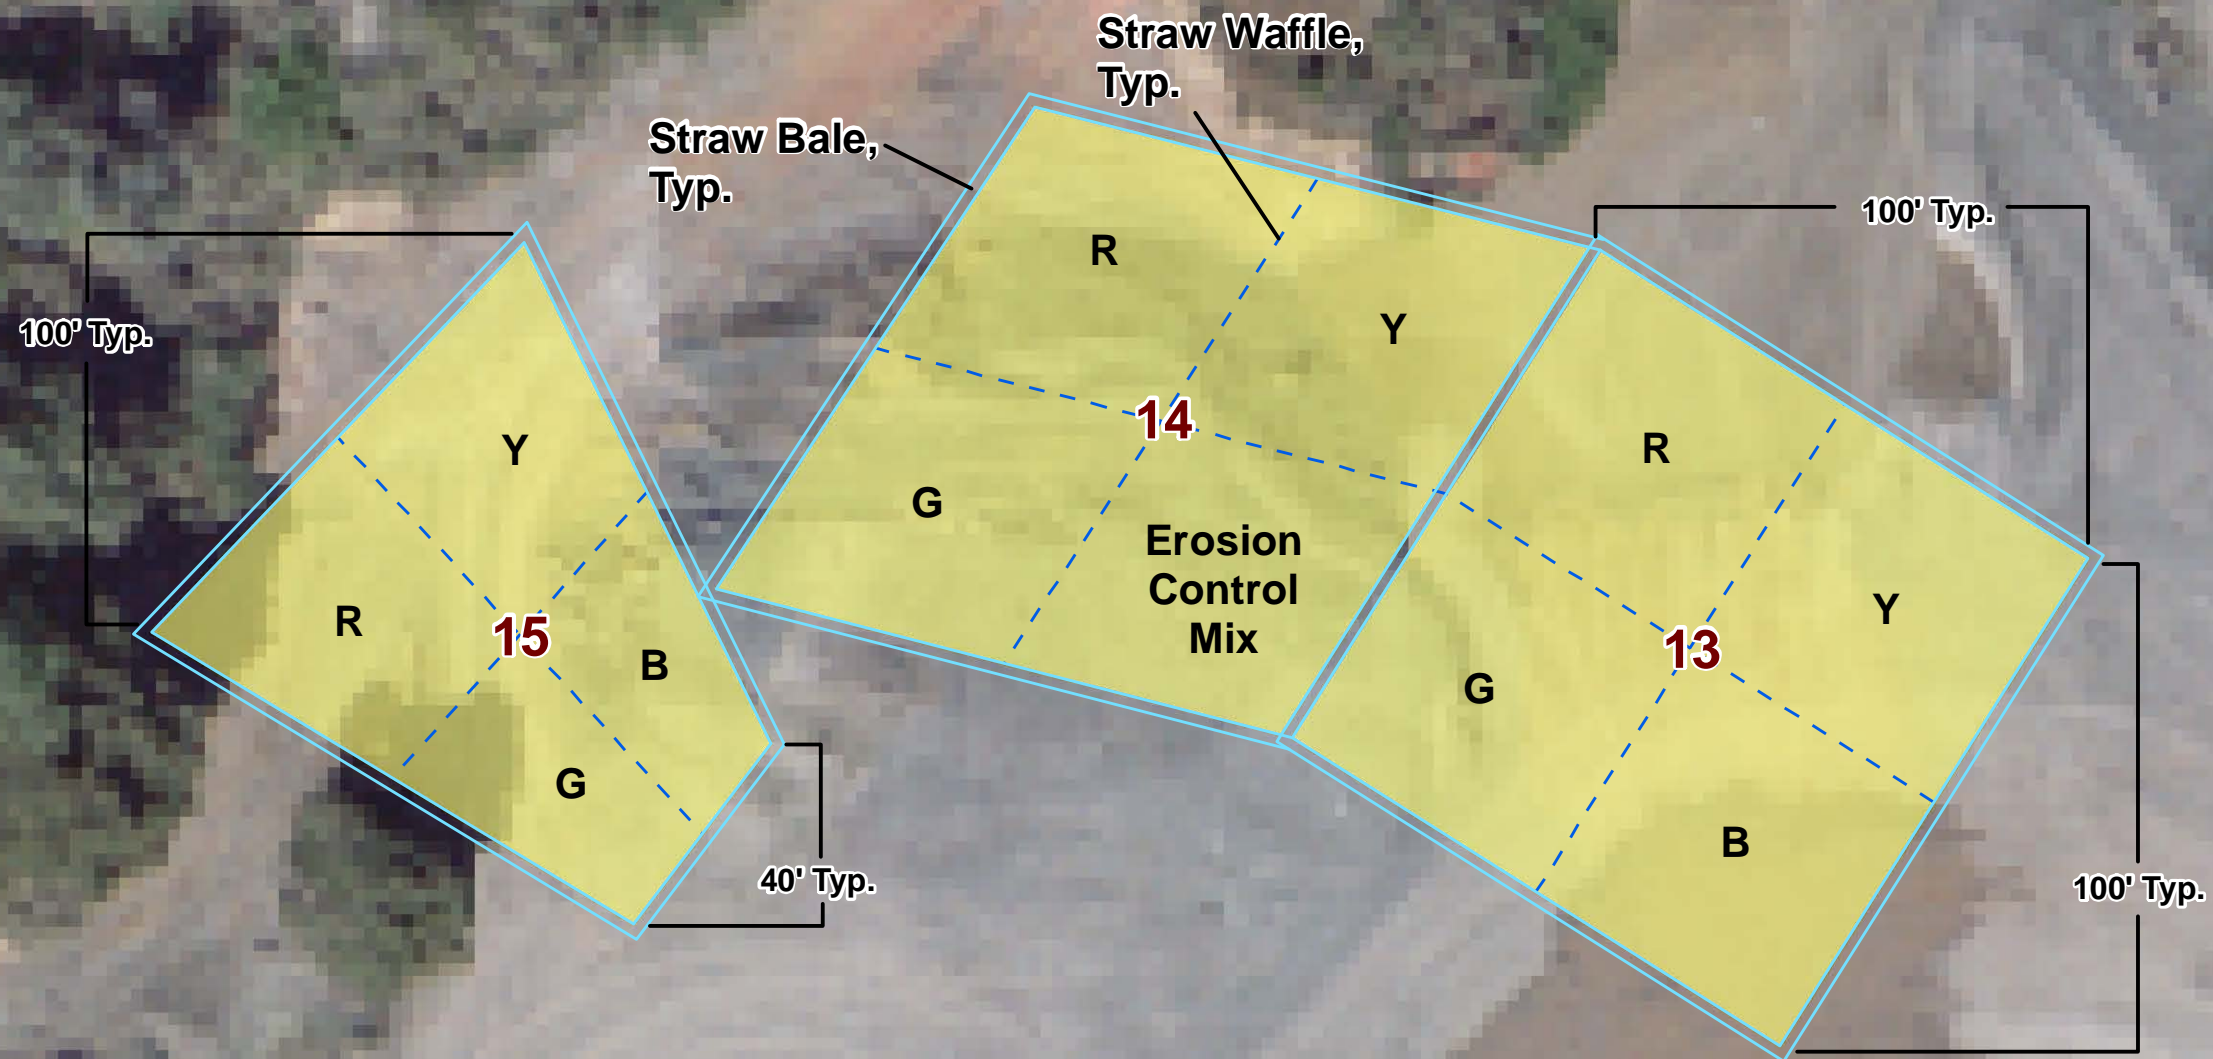 Straw Waffle,
Typ.
Straw Bale,
Typ.
100' Typ.
100' Typ.
R
Y
14
G
Erosion
Control
Mix
R
Y
13
G
B
100' Typ.
Y
R
15
B
G
40' Typ.